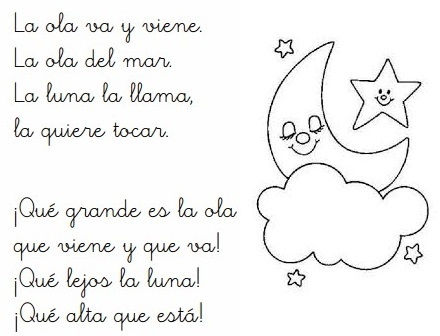 La ola va y viene.
La ola del mar.
La luna la llama,
la quiere tocar.
¡Qué grande es la ola
que viene y que va!
¡Qué lejos la luna!
¡Qué alta que está!